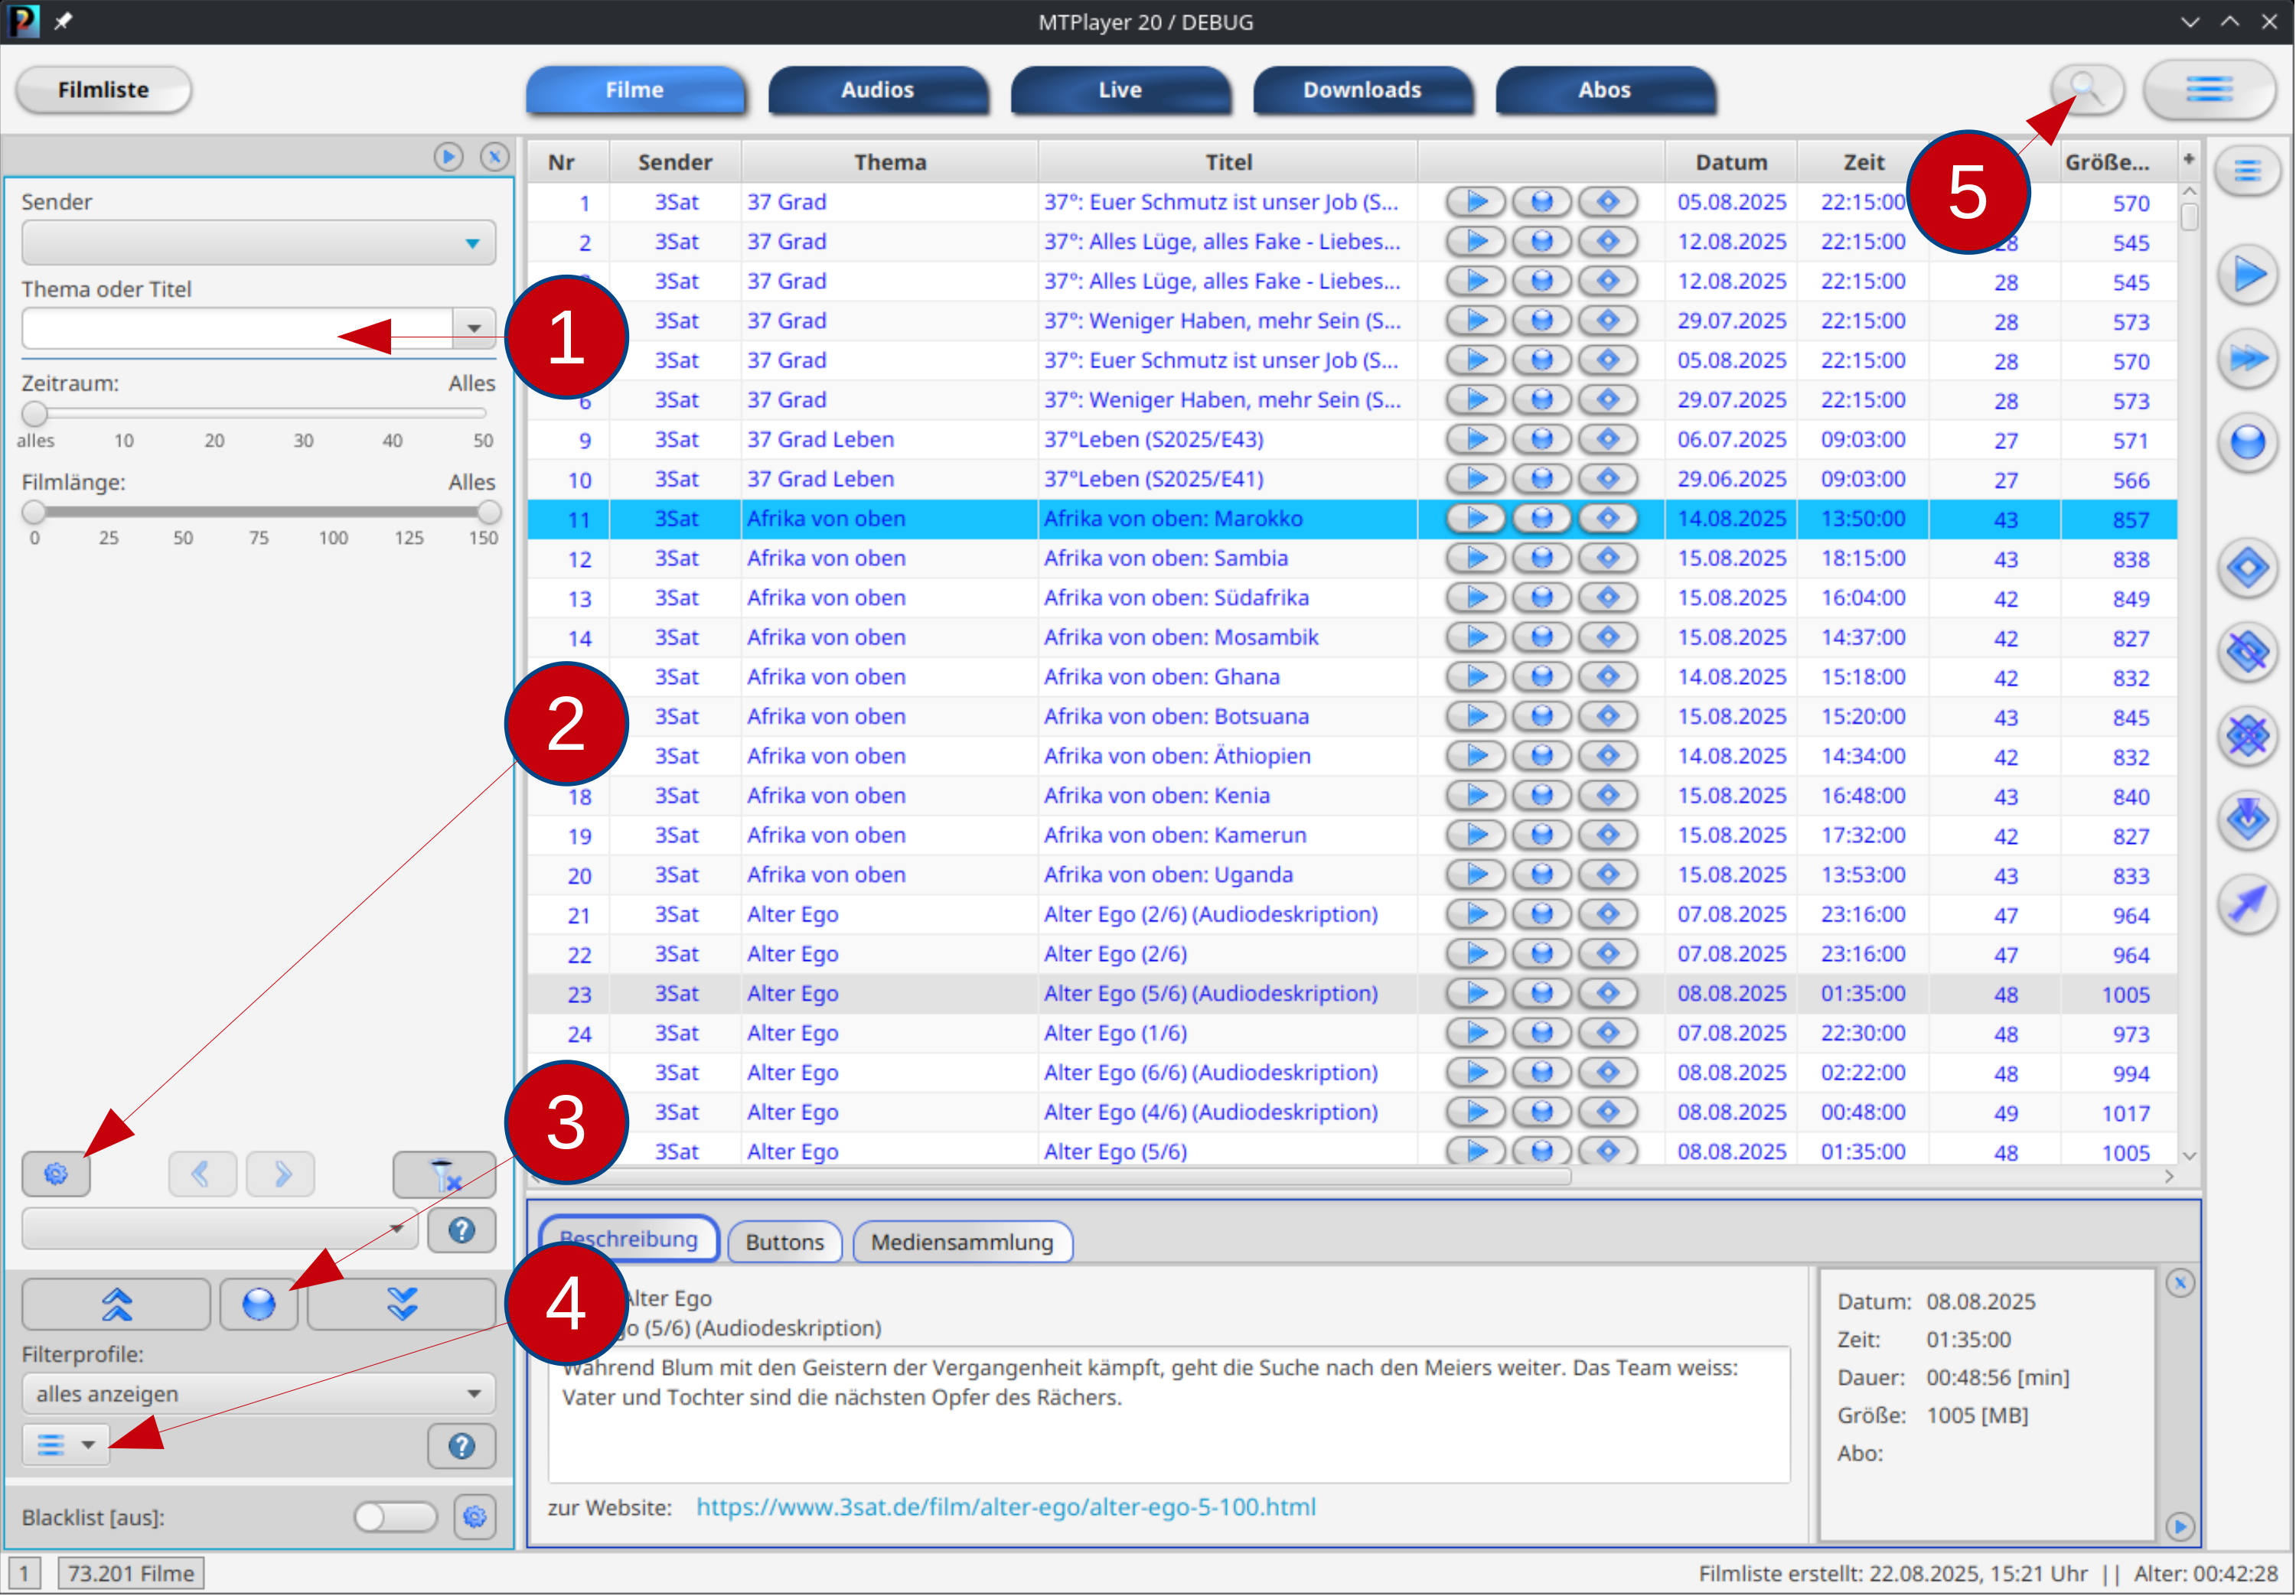 MTPlayer 20 / DEBUG
Filmliste
Filme
Audios
Live
Downloads
Abos
Sender
Thema oder Titel
Zeitraum: Alles
alles 10 20 30 40 50
Filmlänge: Alles
0 25 50 75 100 125 150
Filterprofile:
alles anzeigen
Blacklist [aus]:
1
2
3
4
5
Nr Sender Thema Titel Datum Zeit Größe... +
1 3Sat 37 Grad 37°: Euer Schmutz ist unser Job (S... 05.08.2025 22:15:00 570
2 3Sat 37 Grad 37°: Alles Lüge, alles Fake - Liebes... 12.08.2025 22:15:00 28 545
3Sat 37 Grad 37°: Alles Lüge, alles Fake - Liebes... 12.08.2025 22:15:00 28 545
3Sat 37 Grad 37°: Weniger Haben, mehr Sein (S... 29.07.2025 22:15:00 28 573
3Sat 37 Grad 37°: Euer Schmutz ist unser Job (S... 05.08.2025 22:15:00 28 570
6 3Sat 37 Grad 37°: Weniger Haben, mehr Sein (S... 29.07.2025 22:15:00 28 573
9 3Sat 37 Grad Leben 37°Leben (S2025/E43) 06.07.2025 09:03:00 27 571
10 3Sat 37 Grad Leben 37°Leben (S2025/E41) 29.06.2025 09:03:00 27 566
11 3Sat Afrika von oben Afrika von oben: Marokko 14.08.2025 13:50:00 43 857
12 3Sat Afrika von oben Afrika von oben: Sambia 15.08.2025 18:15:00 43 838
13 3Sat Afrika von oben Afrika von oben: Südafrika 15.08.2025 16:04:00 42 849
14 3Sat Afrika von oben Afrika von oben: Mosambik 15.08.2025 14:37:00 42 827
3Sat Afrika von oben Afrika von oben: Ghana 14.08.2025 15:18:00 42 832
3Sat Afrika von oben Afrika von oben: Botsuana 15.08.2025 15:20:00 43 845
3Sat Afrika von oben Afrika von oben: Äthiopien 14.08.2025 14:34:00 42 832
18 3Sat Afrika von oben Afrika von oben: Kenia 15.08.2025 16:48:00 43 840
19 3Sat Afrika von oben Afrika von oben: Kamerun 15.08.2025 17:32:00 42 827
20 3Sat Afrika von oben Afrika von oben: Uganda 15.08.2025 13:53:00 43 833
21 3Sat Alter Ego Alter Ego (2/6) (Audiodeskription) 07.08.2025 23:16:00 47 964
22 3Sat Alter Ego Alter Ego (2/6) 07.08.2025 23:16:00 47 964
23 3Sat Alter Ego Alter Ego (5/6) (Audiodeskription) 08.08.2025 01:35:00 48 1005
24 3Sat Alter Ego Alter Ego (1/6) 07.08.2025 22:30:00 48 973
3Sat Alter Ego Alter Ego (6/6) (Audiodeskription) 08.08.2025 02:22:00 48 994
3Sat Alter Ego Alter Ego (4/6) (Audiodeskription) 08.08.2025 00:48:00 49 1017
3Sat Alter Ego Alter Ego (5/6) 08.08.2025 01:35:00 48 1005
Beschreibung Buttons Mediensammlung
Alter Ego
go (5/6) (Audiodeskription)
Während Blum mit den Geistern der Vergangenheit kämpft, geht die Suche nach den Meiers weiter. Das Team weiss:
Vater und Tochter sind die nächsten Opfer des Rächers.
zur Website: https://www.3sat.de/film/alter-ego/alter-ego-5-100.html
Datum: 08.08.2025
Zeit: 01:35:00
Dauer: 00:48:56 [min]
Größe: 1005 [MB]
Abo:
1 73.201 Filme
Filmliste erstellt: 22.08.2025, 15:21 Uhr || Alter: 00:42:28